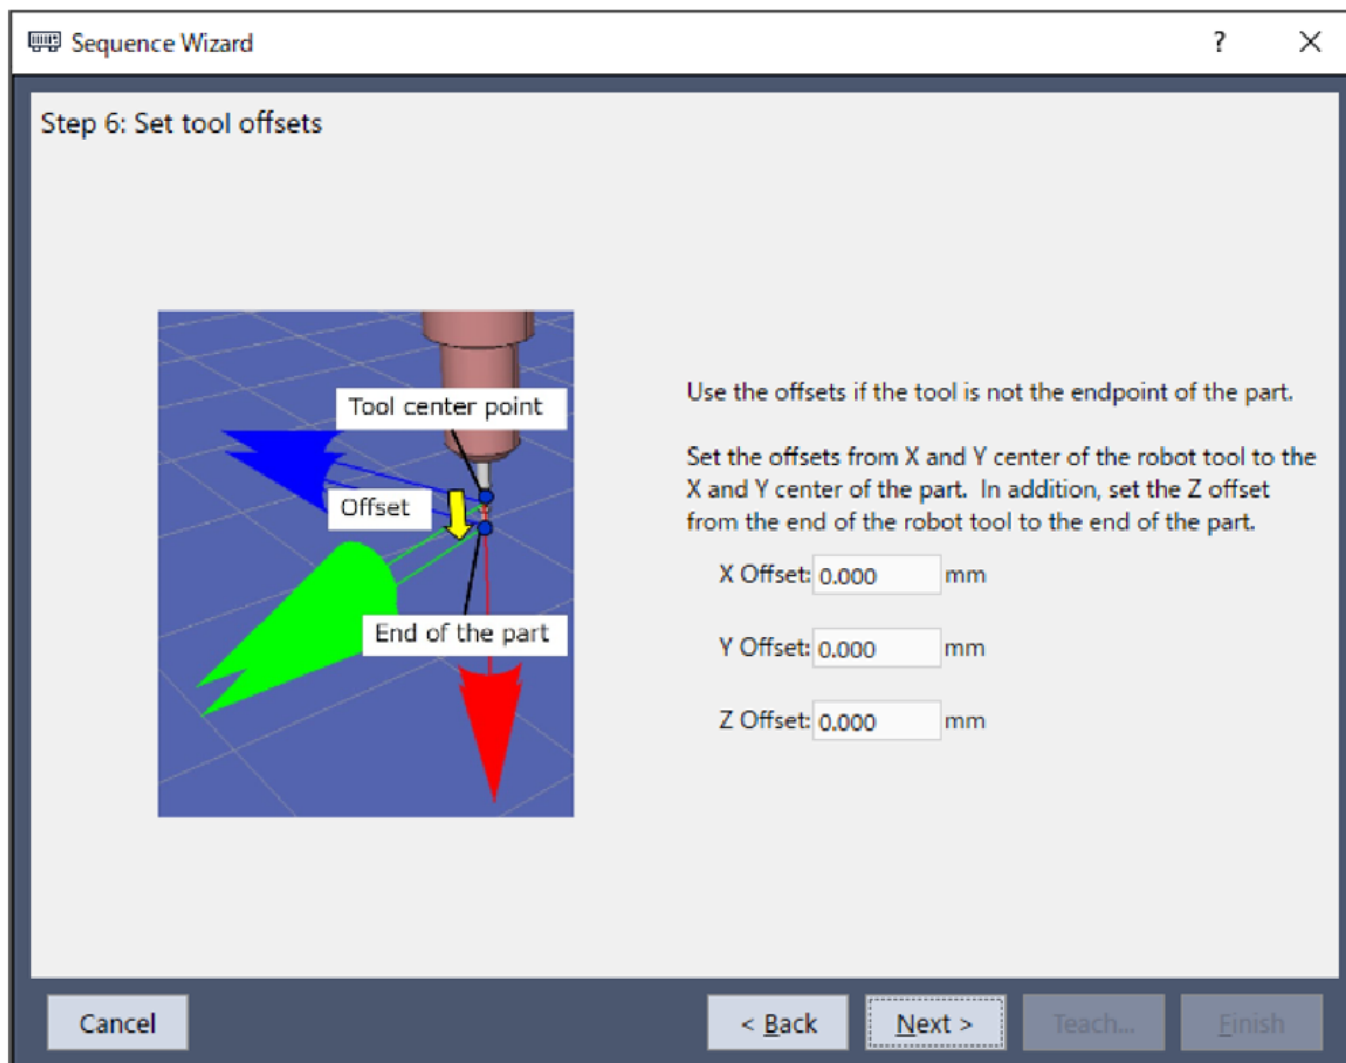 Sequence Wizard
?
Step 6: Set tool offsets
Tool center point
Offset
End of the part
Use the offsets if the tool is not the endpoint of the part.
Set the offsets from X and Y center of the robot tool to the
X and Y center of the part. In addition, set the Z offset
from the end of the robot tool to the end of the part.
X Offset: 0.000 mm
Y Offset: 0.000 mm
Z Offset: 0.000 mm
Cancel
< Back
Next >
Teach...
Finish